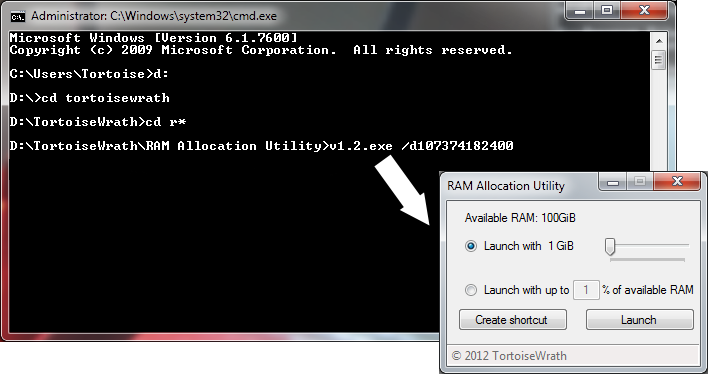 Administrator: C:\Windows\system32\cmd.exe
Microsoft Windows [Version 6.1.7600]
Copyright (c) 2009 Microsoft Corporation.  All rights reserved.
C:\Users\Tortoise>d:
D:\>cd tortoisewrath
D:\TortoiseWrath>cd r*
D:\TortoiseWrath\RAM Allocation Utility>v1.2.exe /d107374182400
RAM Allocation Utility
Available RAM: 100GiB
Launch with 1 GiB
Launch with up to 1 % of available RAM
Create shortcut
Launch
© 2012 TortoiseWrath